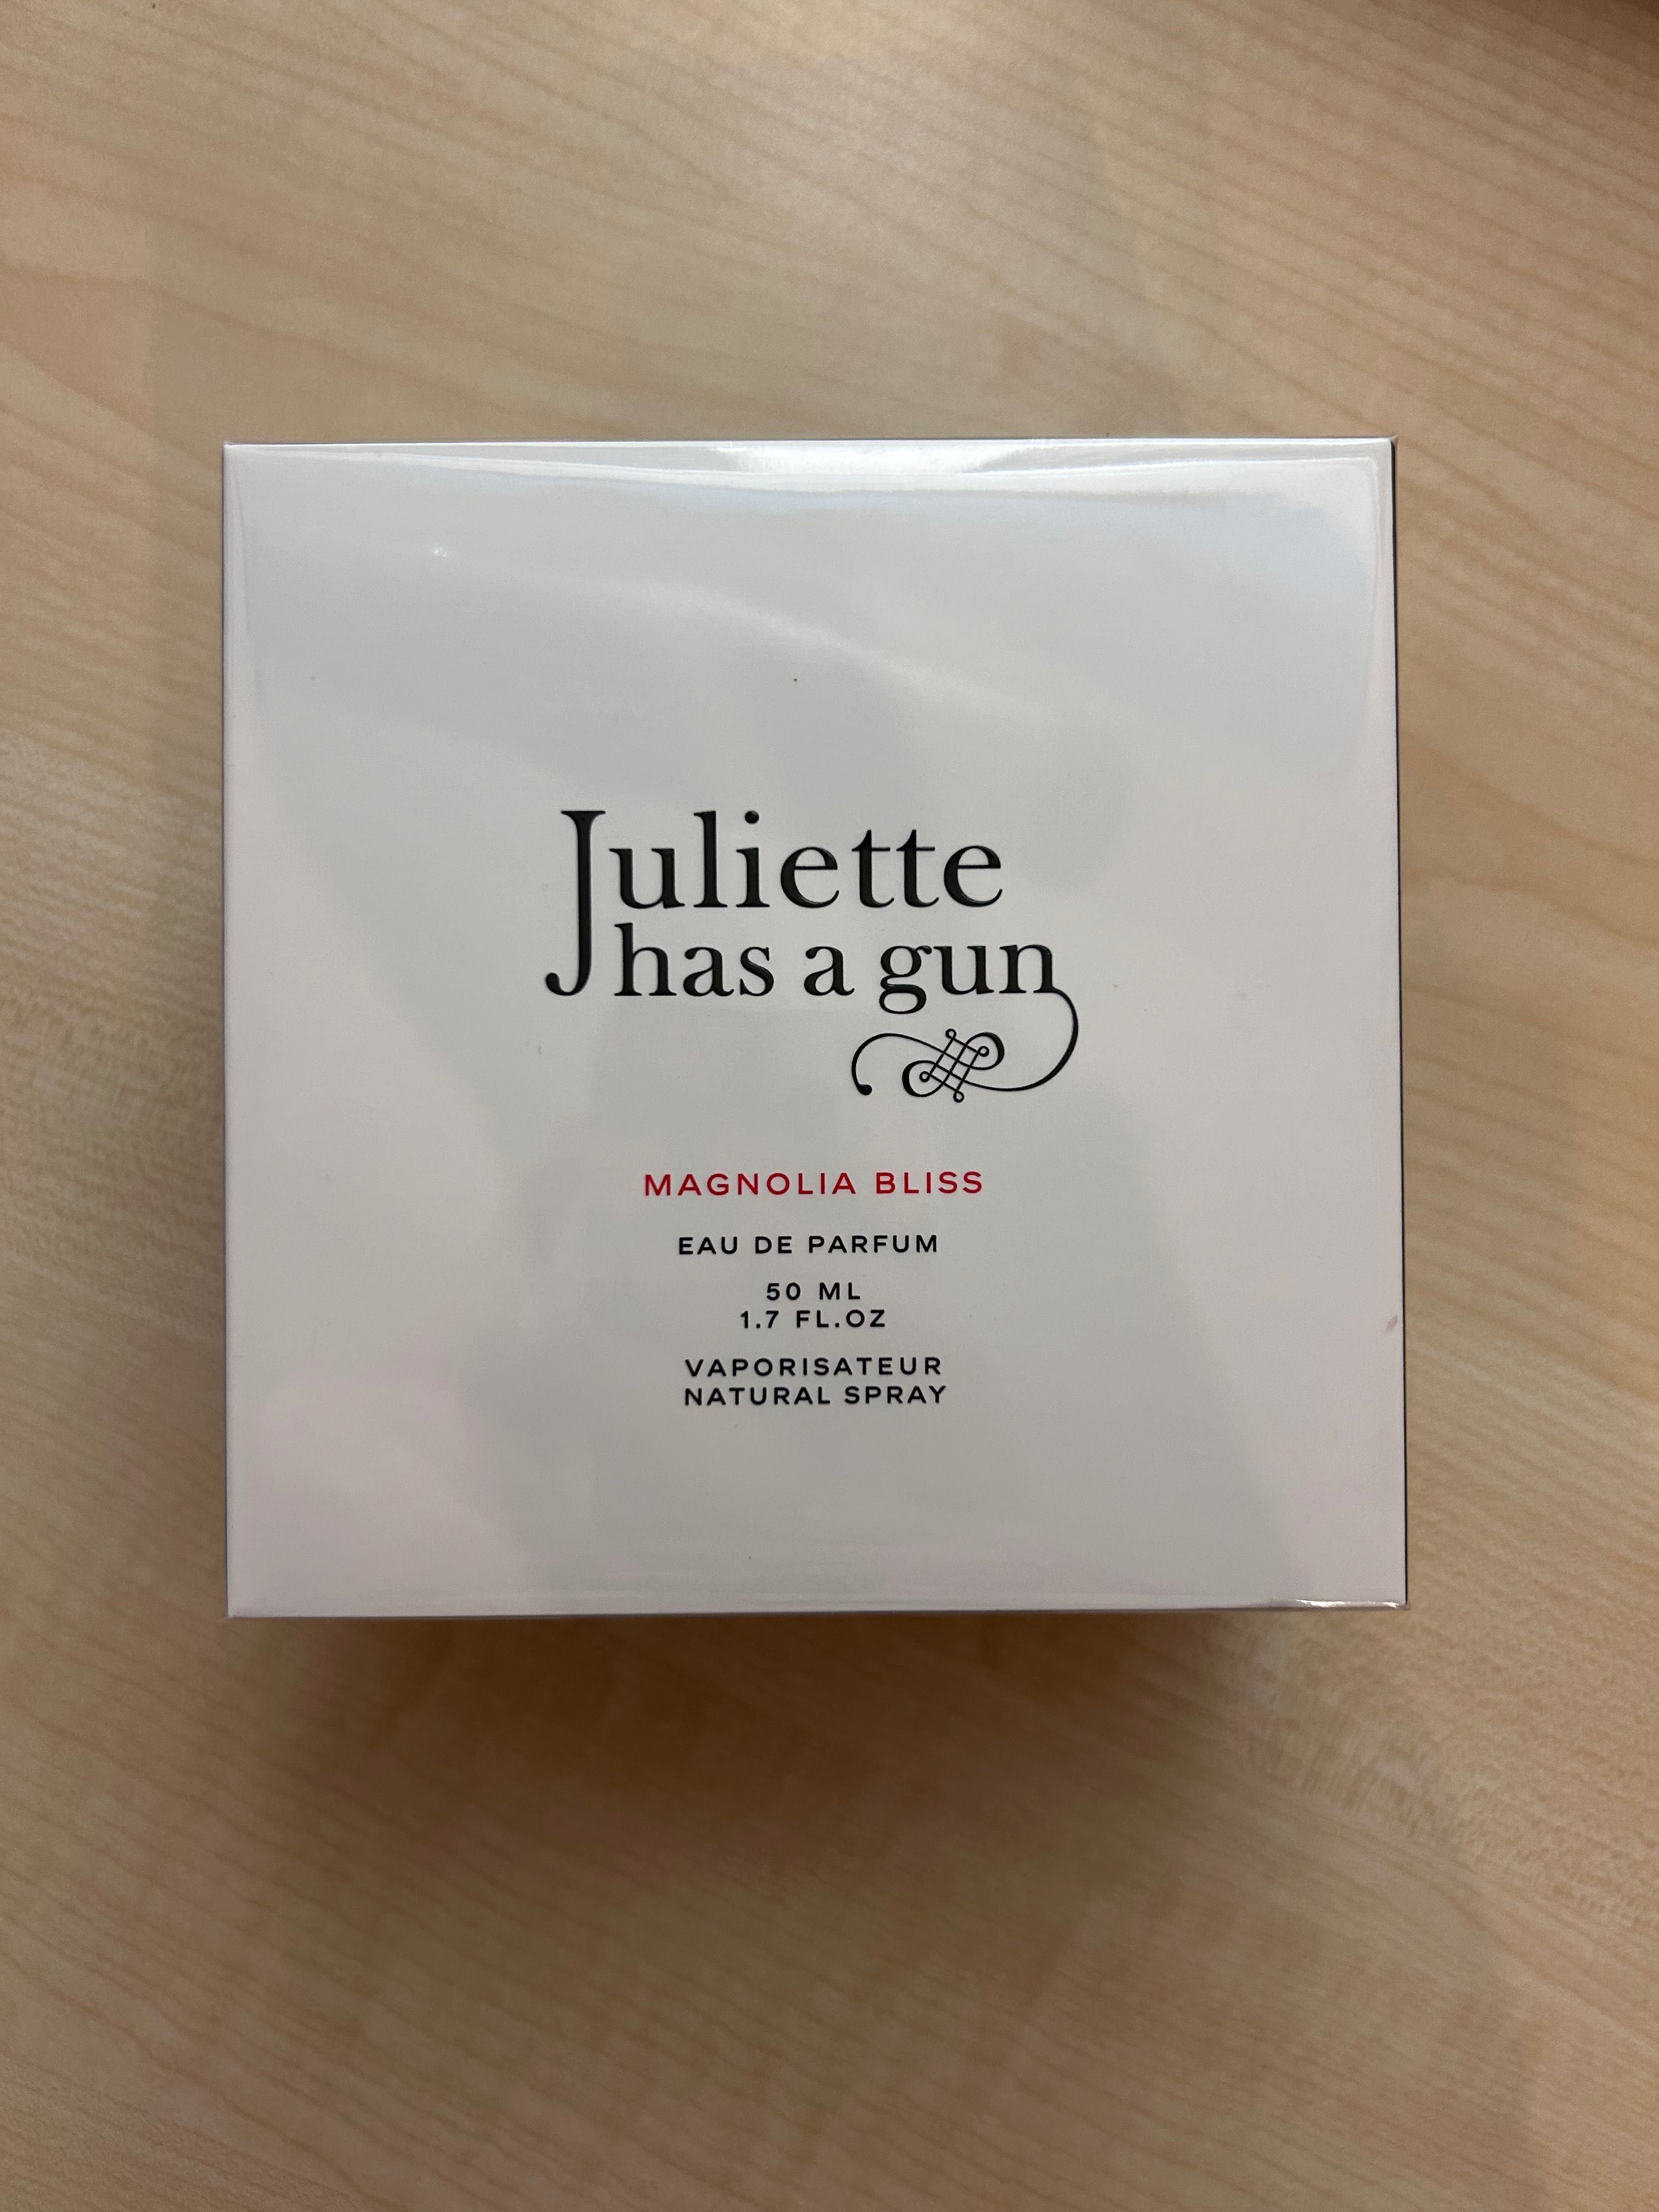 Juliette
has a gun
MAGNOLIA BLISS
EAU DE PARFUM
50 ML
1.7 FL.OZ
VAPORISATEUR
NATURAL SPRAY